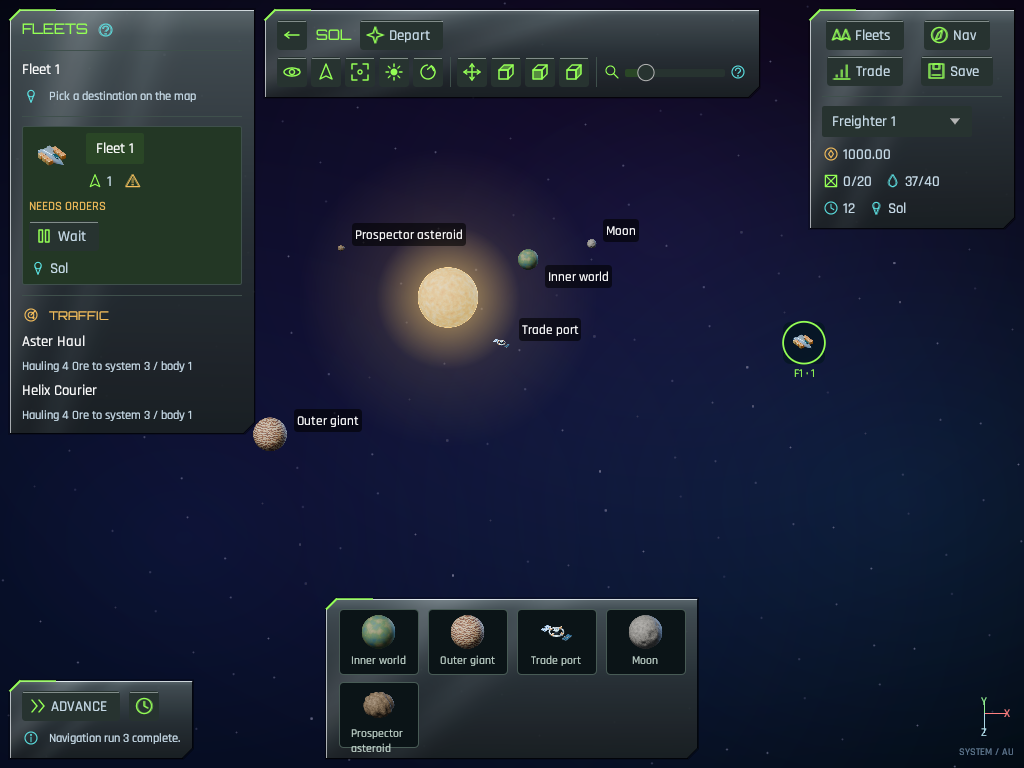 FLEETS
Fleet 1
Pick a destination on the map
Fleet 1
1
NEEDS ORDERS
Wait
Sol
TRAFFIC
Aster Haul
Hauling 4 Ore to system 3 / body 1
Helix Courier
Hauling 4 Ore to system 3 / body 1
SOL
Depart
Fleets
Nav
Trade
Save
Freighter 1
1000.00
0/20
37/40
12
Sol
Prospector asteroid
Moon
Inner world
Trade port
Outer giant
F1 · 1
Inner world
Outer giant
Trade port
Moon
Prospector
asteroid
ADVANCE
Navigation run 3 complete.
Y
X
Z
SYSTEM / AU